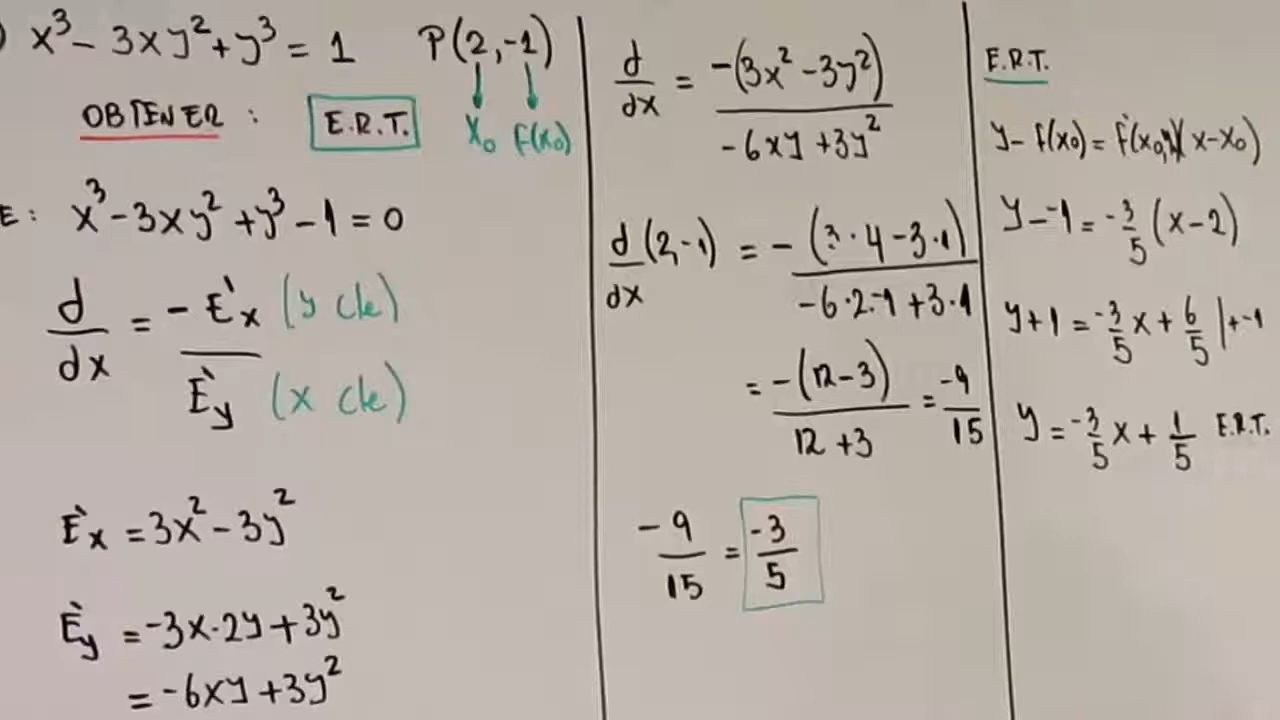 ) x³ - 3xy² + y³ = 1 P(2,-1)
OBTENER : E.R.T. x₀ f(x₀)
E: x³ - 3xy² + y³ - 1 = 0
d/dx = -E'x (y cte) / E'y (x cte)
E'x = 3x² - 3y²
E'y = -3x·2y + 3y²
= -6xy + 3y²
d/dx = -(3x² - 3y²) / -6xy + 3y²
d/dx (2,-1) = -(3·4 - 3·1) / -6·2·-1 + 3·1
= -(12-3) / 12+3 = -9/15
-9/15 = -3/5
E.R.T.
y - f(x₀) = f'(x₀,y)(x-x₀)
y - -1 = -3/5 (x-2)
y + 1 = -3/5 x + 6/5 |+-1
y = -3/5 x + 1/5 E.R.T.